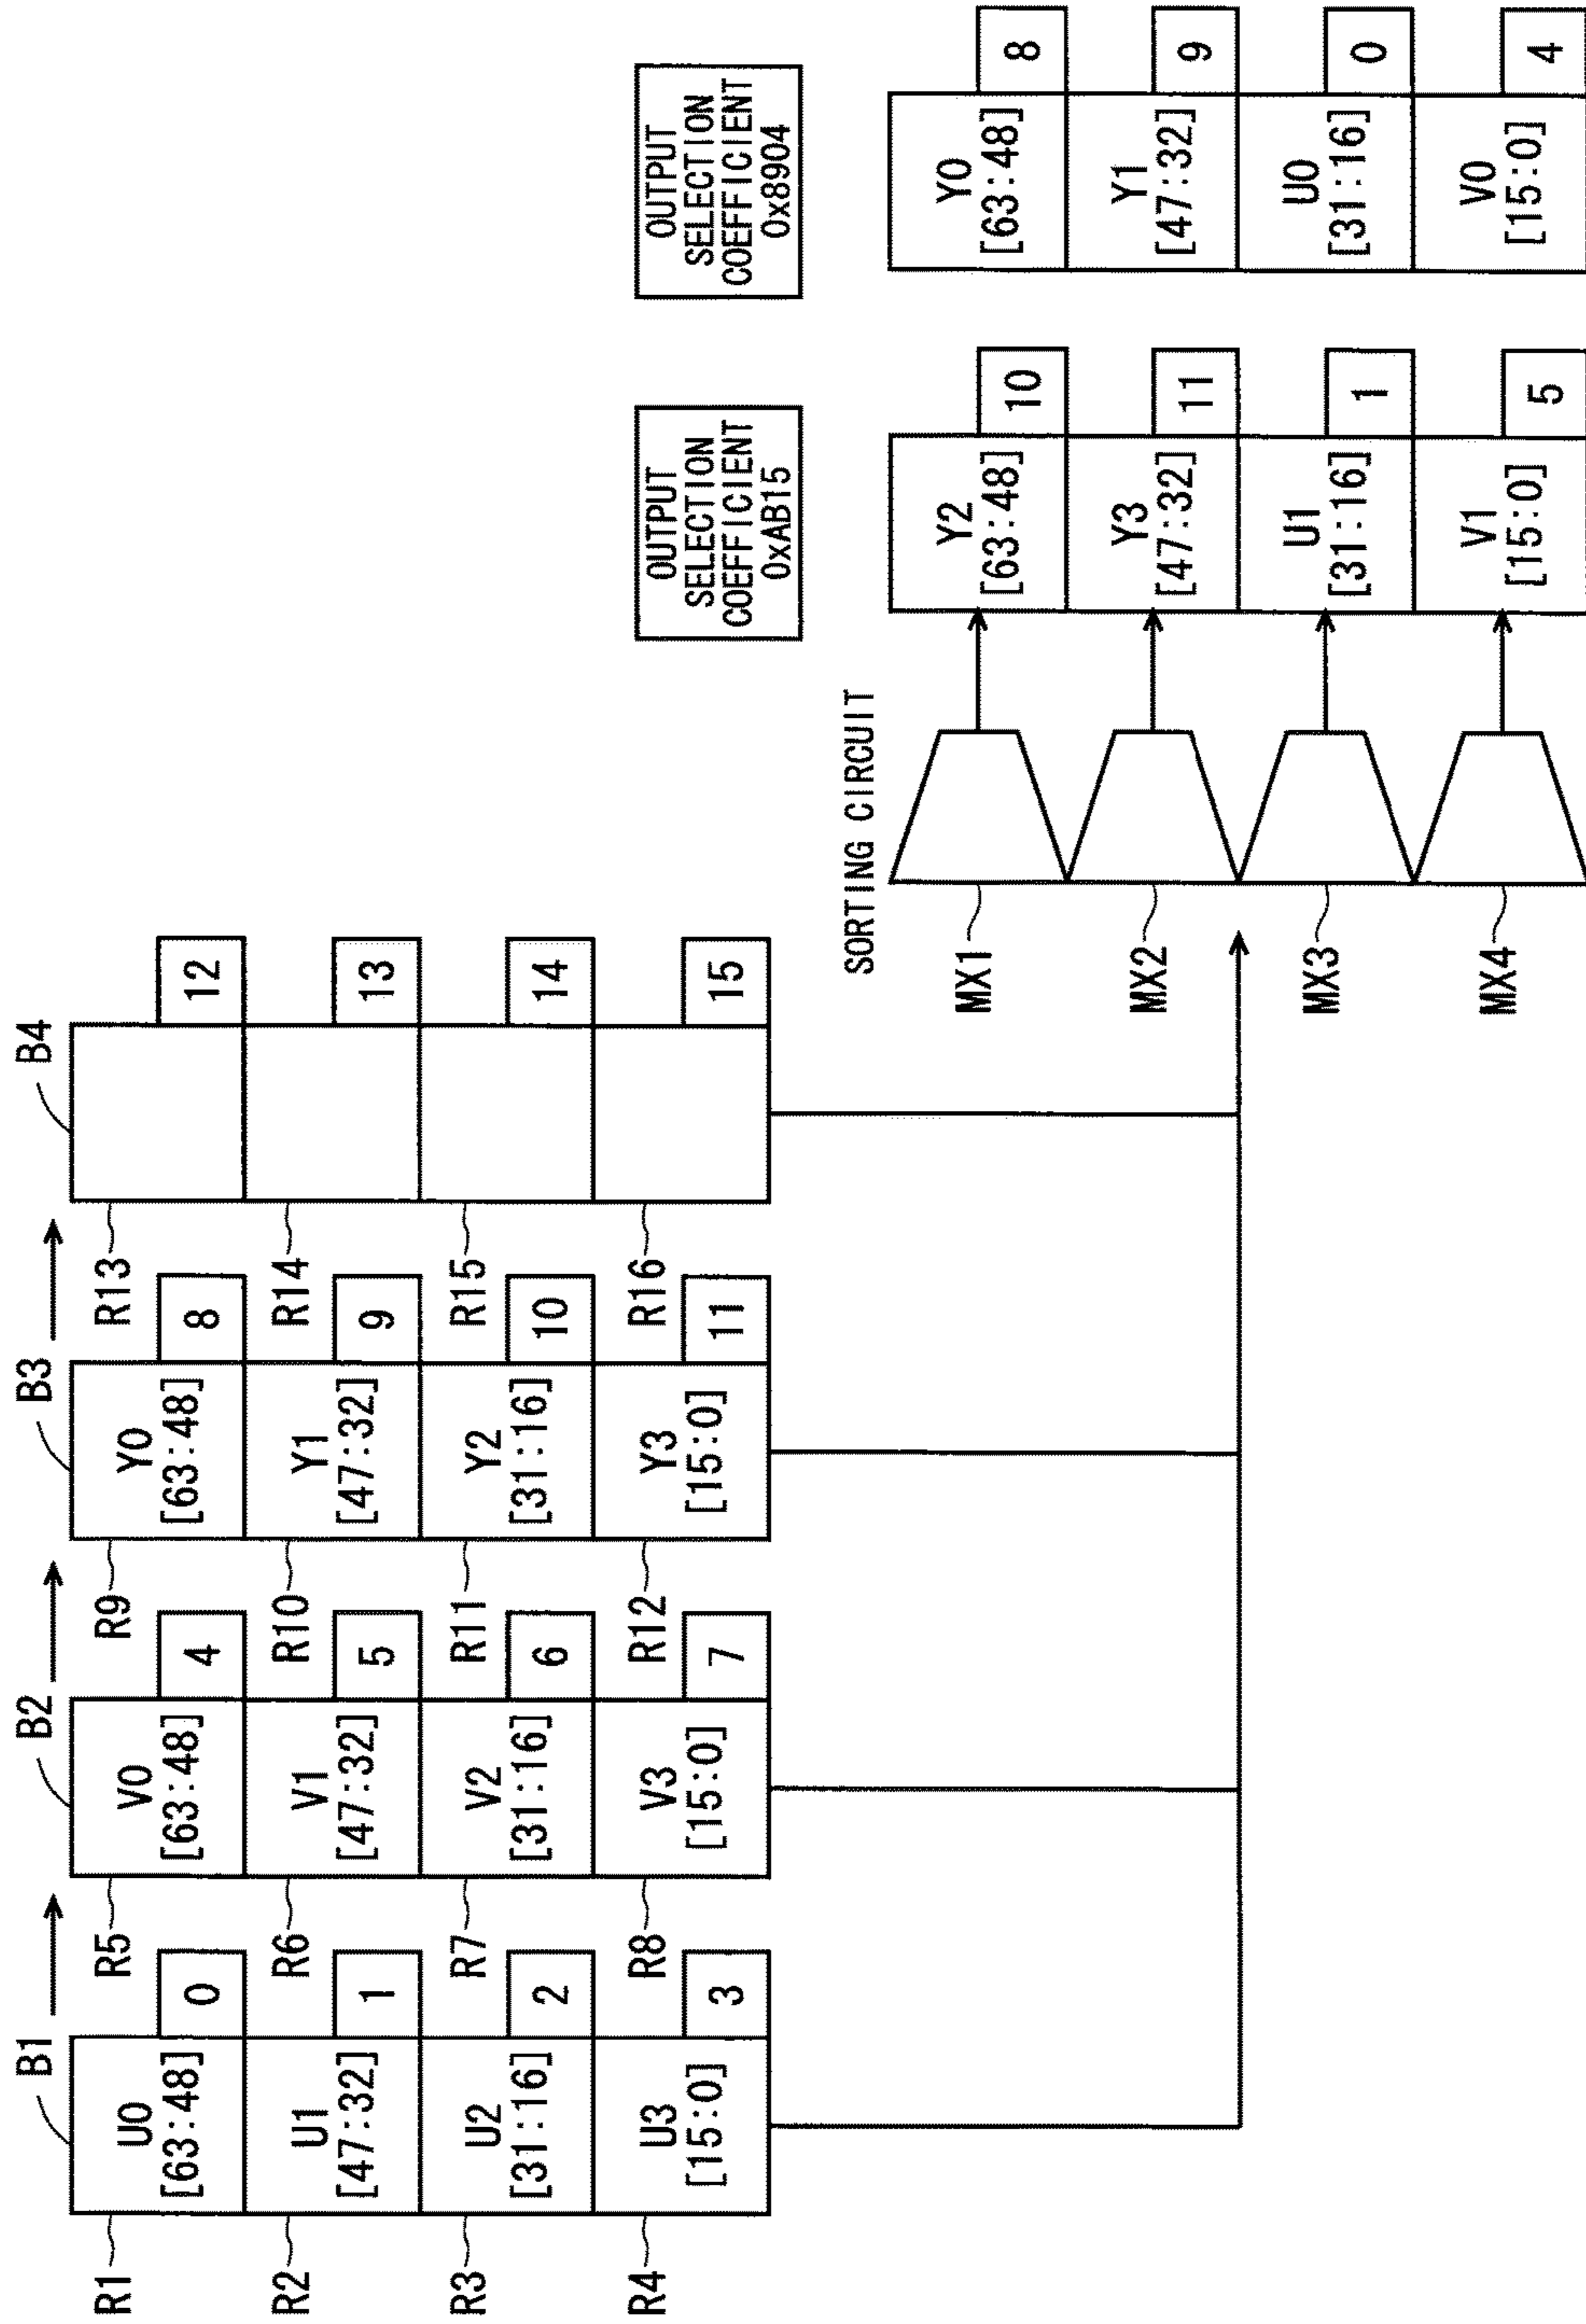 B1
B2
B3
B4
R1
U0
[63:48]
0
R2
U1
[47:32]
1
R3
U2
[31:16]
2
R4
U3
[15:0]
3
R5
V0
[63:48]
4
R6
V1
[47:32]
5
R7
V2
[31:16]
6
R8
V3
[15:0]
7
R9
Y0
[63:48]
8
R10
Y1
[47:32]
9
R11
Y2
[31:16]
10
R12
Y3
[15:0]
11
R13
12
R14
13
R15
14
R16
15
SORTING CIRCUIT
MX1
MX2
MX3
MX4
OUTPUT
SELECTION
COEFFICIENT
0xAB15
Y2
[63:48]
10
Y3
[47:32]
11
U1
[31:16]
1
V1
[15:0]
5
OUTPUT
SELECTION
COEFFICIENT
0x8904
Y0
[63:48]
8
Y1
[47:32]
9
U0
[31:16]
0
V0
[15:0]
4